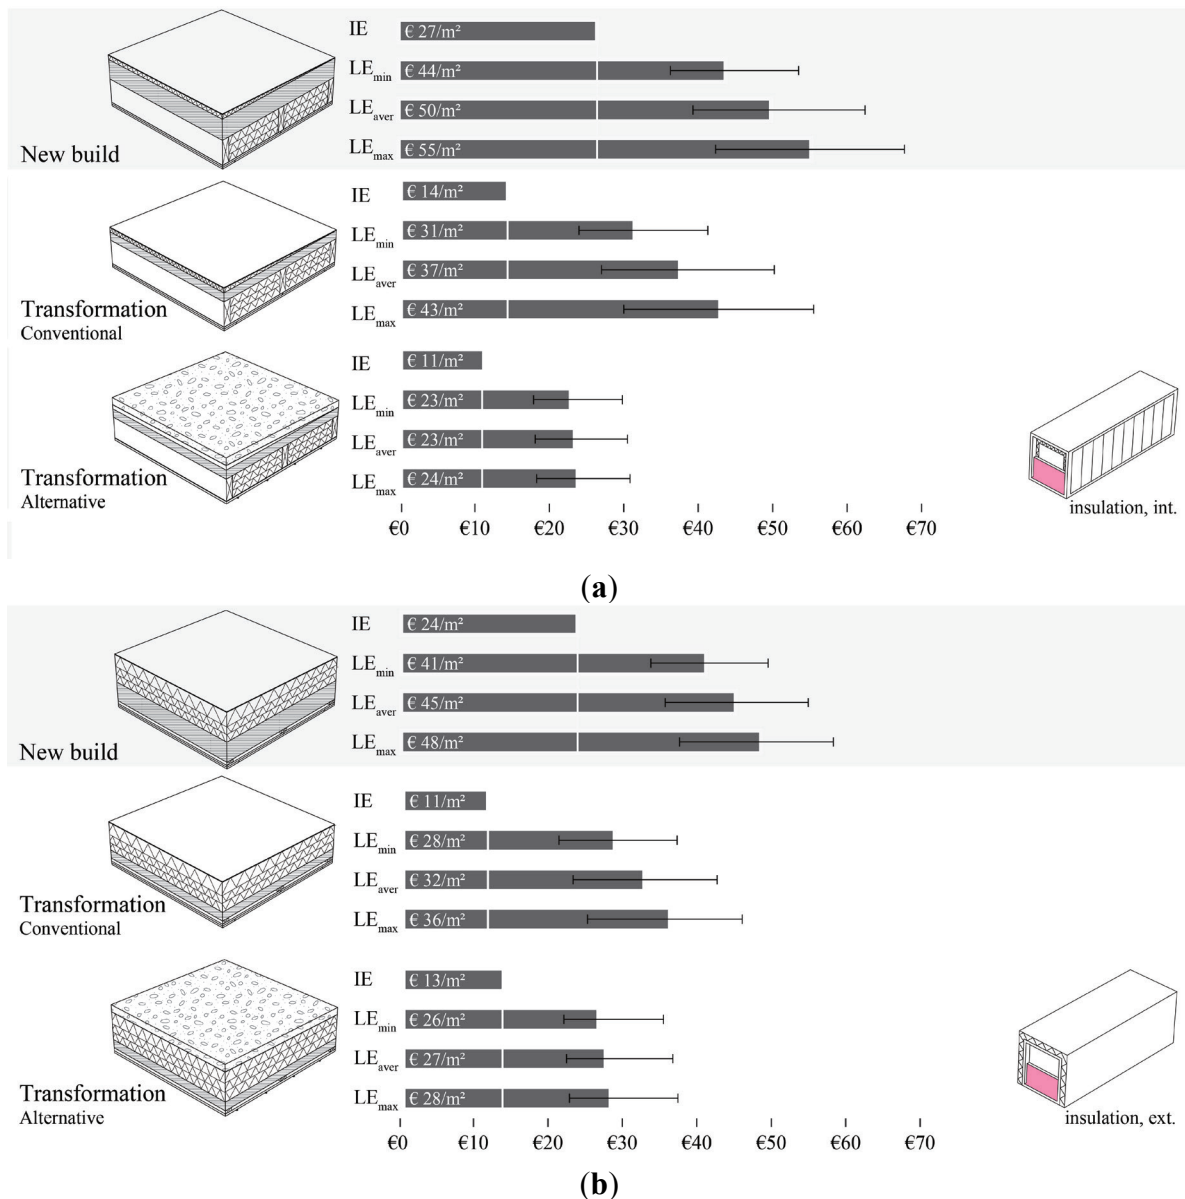 IE € 27/m²
LEmin € 44/m²
LEaver € 50/m²
LEmax € 55/m²
New build
IE € 14/m²
LEmin € 31/m²
LEaver € 37/m²
LEmax € 43/m²
Transformation
Conventional
IE € 11/m²
LEmin € 23/m²
LEaver € 23/m²
LEmax € 24/m²
Transformation
Alternative
insulation, int.
€0 €10 €20 €30 €40 €50 €60 €70
(a)
IE € 24/m²
LEmin € 41/m²
LEaver € 45/m²
LEmax € 48/m²
New build
IE € 11/m²
LEmin € 28/m²
LEaver € 32/m²
LEmax € 36/m²
Transformation
Conventional
IE € 13/m²
LEmin € 26/m²
LEaver € 27/m²
LEmax € 28/m²
Transformation
Alternative
insulation, ext.
€0 €10 €20 €30 €40 €50 €60 €70
(b)